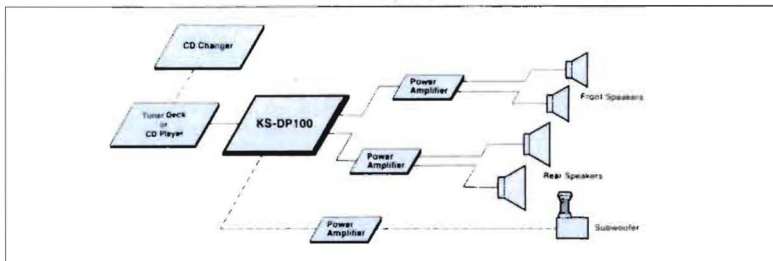 CD Changer
Tuner Deck
or
CD Player
KS-DP100
Power
Amplifier
Front Speakers
Power
Amplifier
Rear Speakers
Power
Amplifier
Subwoofer